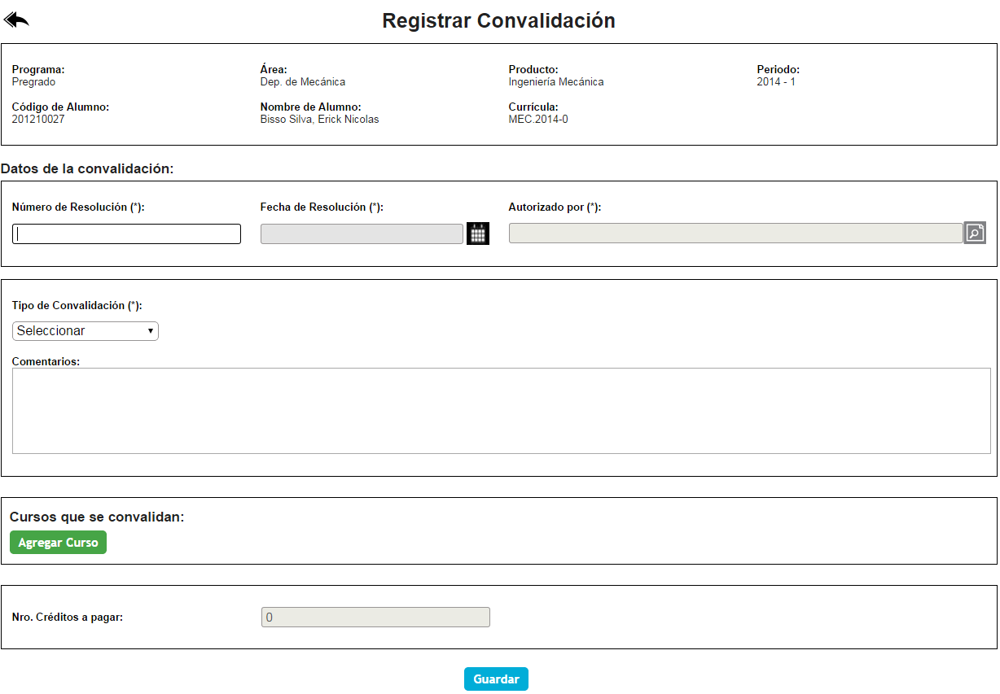 Registrar Convalidación
Programa: Área: Producto: Periodo:
Pregrado Dep. de Mecánica Ingeniería Mecánica 2014 - 1
Código de Alumno: Nombre de Alumno: Currícula:
201210027 Bisso Silva, Erick Nicolas MEC.2014-0
Datos de la convalidación:
Número de Resolución (*): Fecha de Resolución (*): Autorizado por (*):
Tipo de Convalidación (*):
Seleccionar
Comentarios:
Cursos que se convalidan:
Agregar Curso
Nro. Créditos a pagar: 0
Guardar